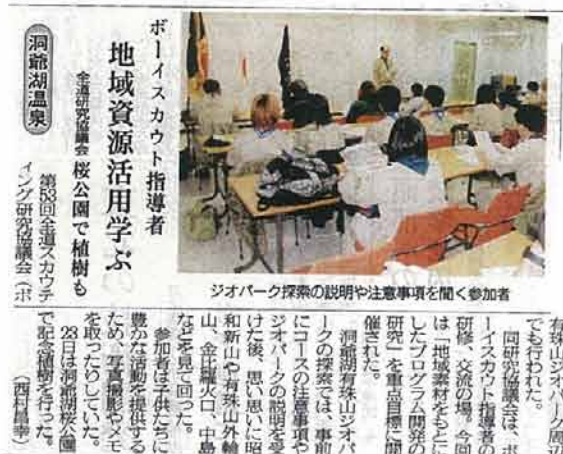 洞爺湖温泉
ボーイスカウト指導者
地域資源活用学ぶ
全道研究協議会 桜公園で植樹も
ジオパーク探索の説明や注意事項を聞く参加者
第53回全道スカウテ
ィング研究協議会(ボ
有珠山ジオパーク周辺
でも行われた。
同研究協議会は、ボ
ーイスカウト指導者の
研修、交流の場。今回
は「地域素材をもとに
したプログラム開発の
研究」を重点目標に開
催された。
洞爺湖有珠山ジオパ
ークの探索では、事前
にコースの注意事項や
ジオパークの説明を受
けた後、思い思いに昭
和新山や有珠山外輪
山、金比羅火口、中島
などを見て回った。
参加者は子供たちに
豊かな活動を提供する
ため、写真撮影やメモ
を取ったりしていた。
23日は洞爺湖桜公園
で記念植樹を行った。
(西村昌幸)